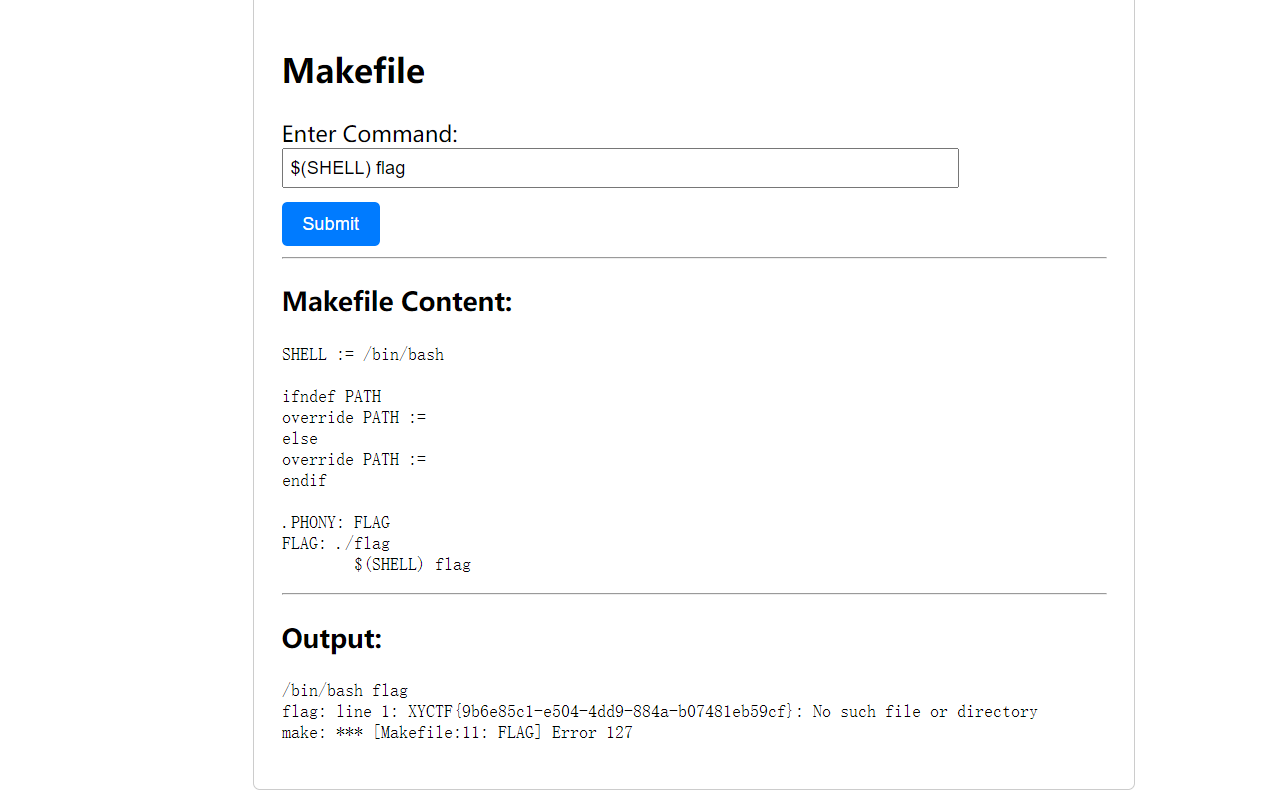 Makefile
Enter Command:
$(SHELL) flag
Submit
Makefile Content:
SHELL := /bin/bash
ifndef PATH
override PATH :=
else
override PATH :=
endif
.PHONY: FLAG
FLAG: ./flag
$(SHELL) flag
Output:
/bin/bash flag
flag: line 1: XYCTF{9b6e85c1-e504-4dd9-884a-b07481eb59cf}: No such file or directory
make: *** [Makefile:11: FLAG] Error 127